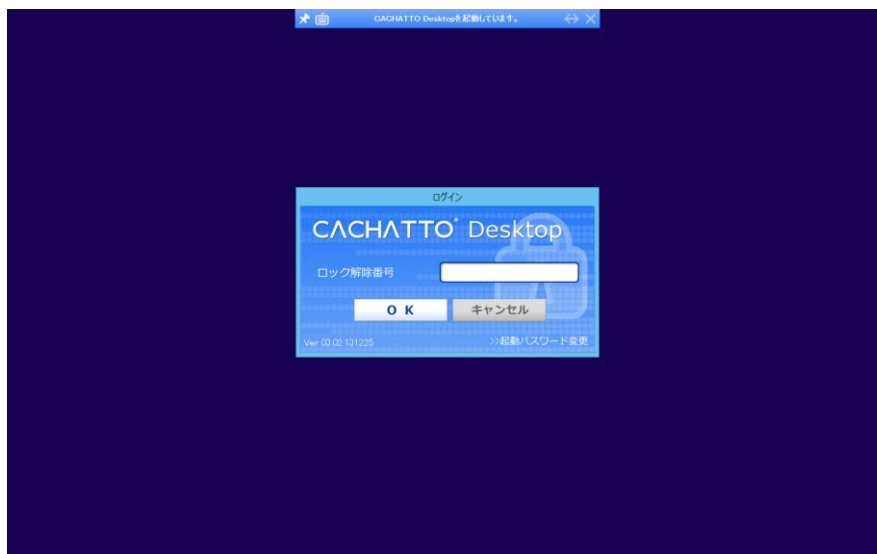 CACHATTO Desktopを起動しています。
ログイン
CACHATTO Desktop
ロック解除番号
O K キャンセル
Ver 03.02.131225 >>起動パスワード変更